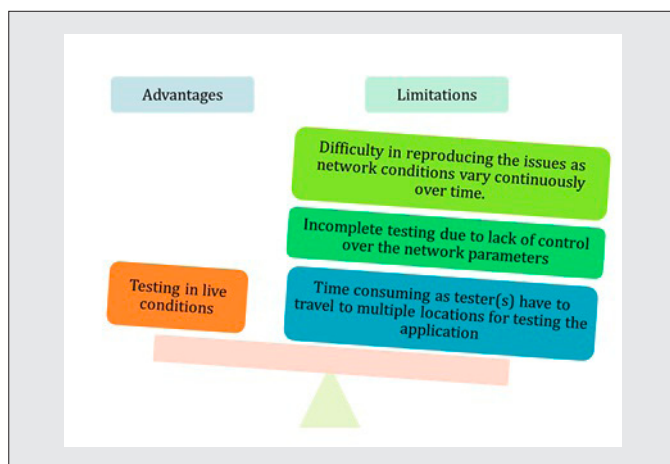 Advantages
Limitations
Difficulty in reproducing the issues as
network conditions vary continuously
over time.
Incomplete testing due to lack of control
over the network parameters
Testing in live
conditions
Time consuming as tester(s) have to
travel to multiple locations for testing the
application